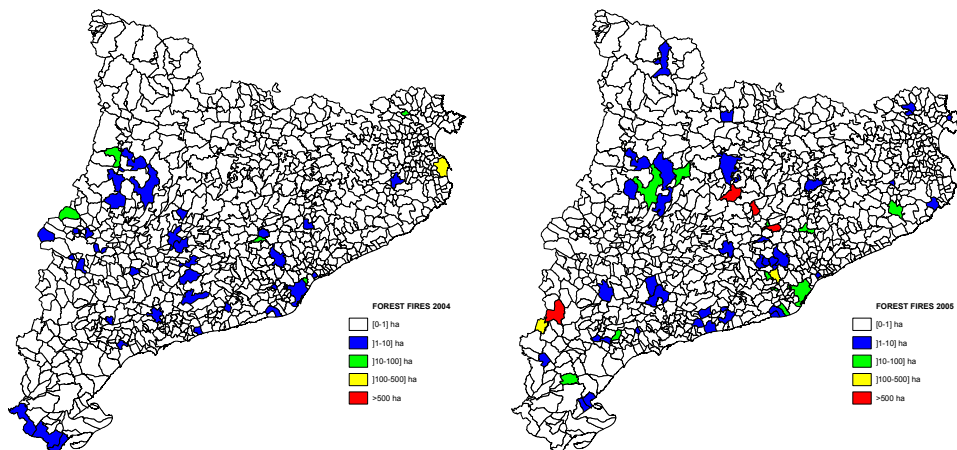 FOREST FIRES 2004
[0-1] ha
]1-10] ha
]10-100] ha
]100-500] ha
>500 ha
FOREST FIRES 2005
[0-1] ha
]1-10] ha
]10-100] ha
]100-500] ha
>500 ha